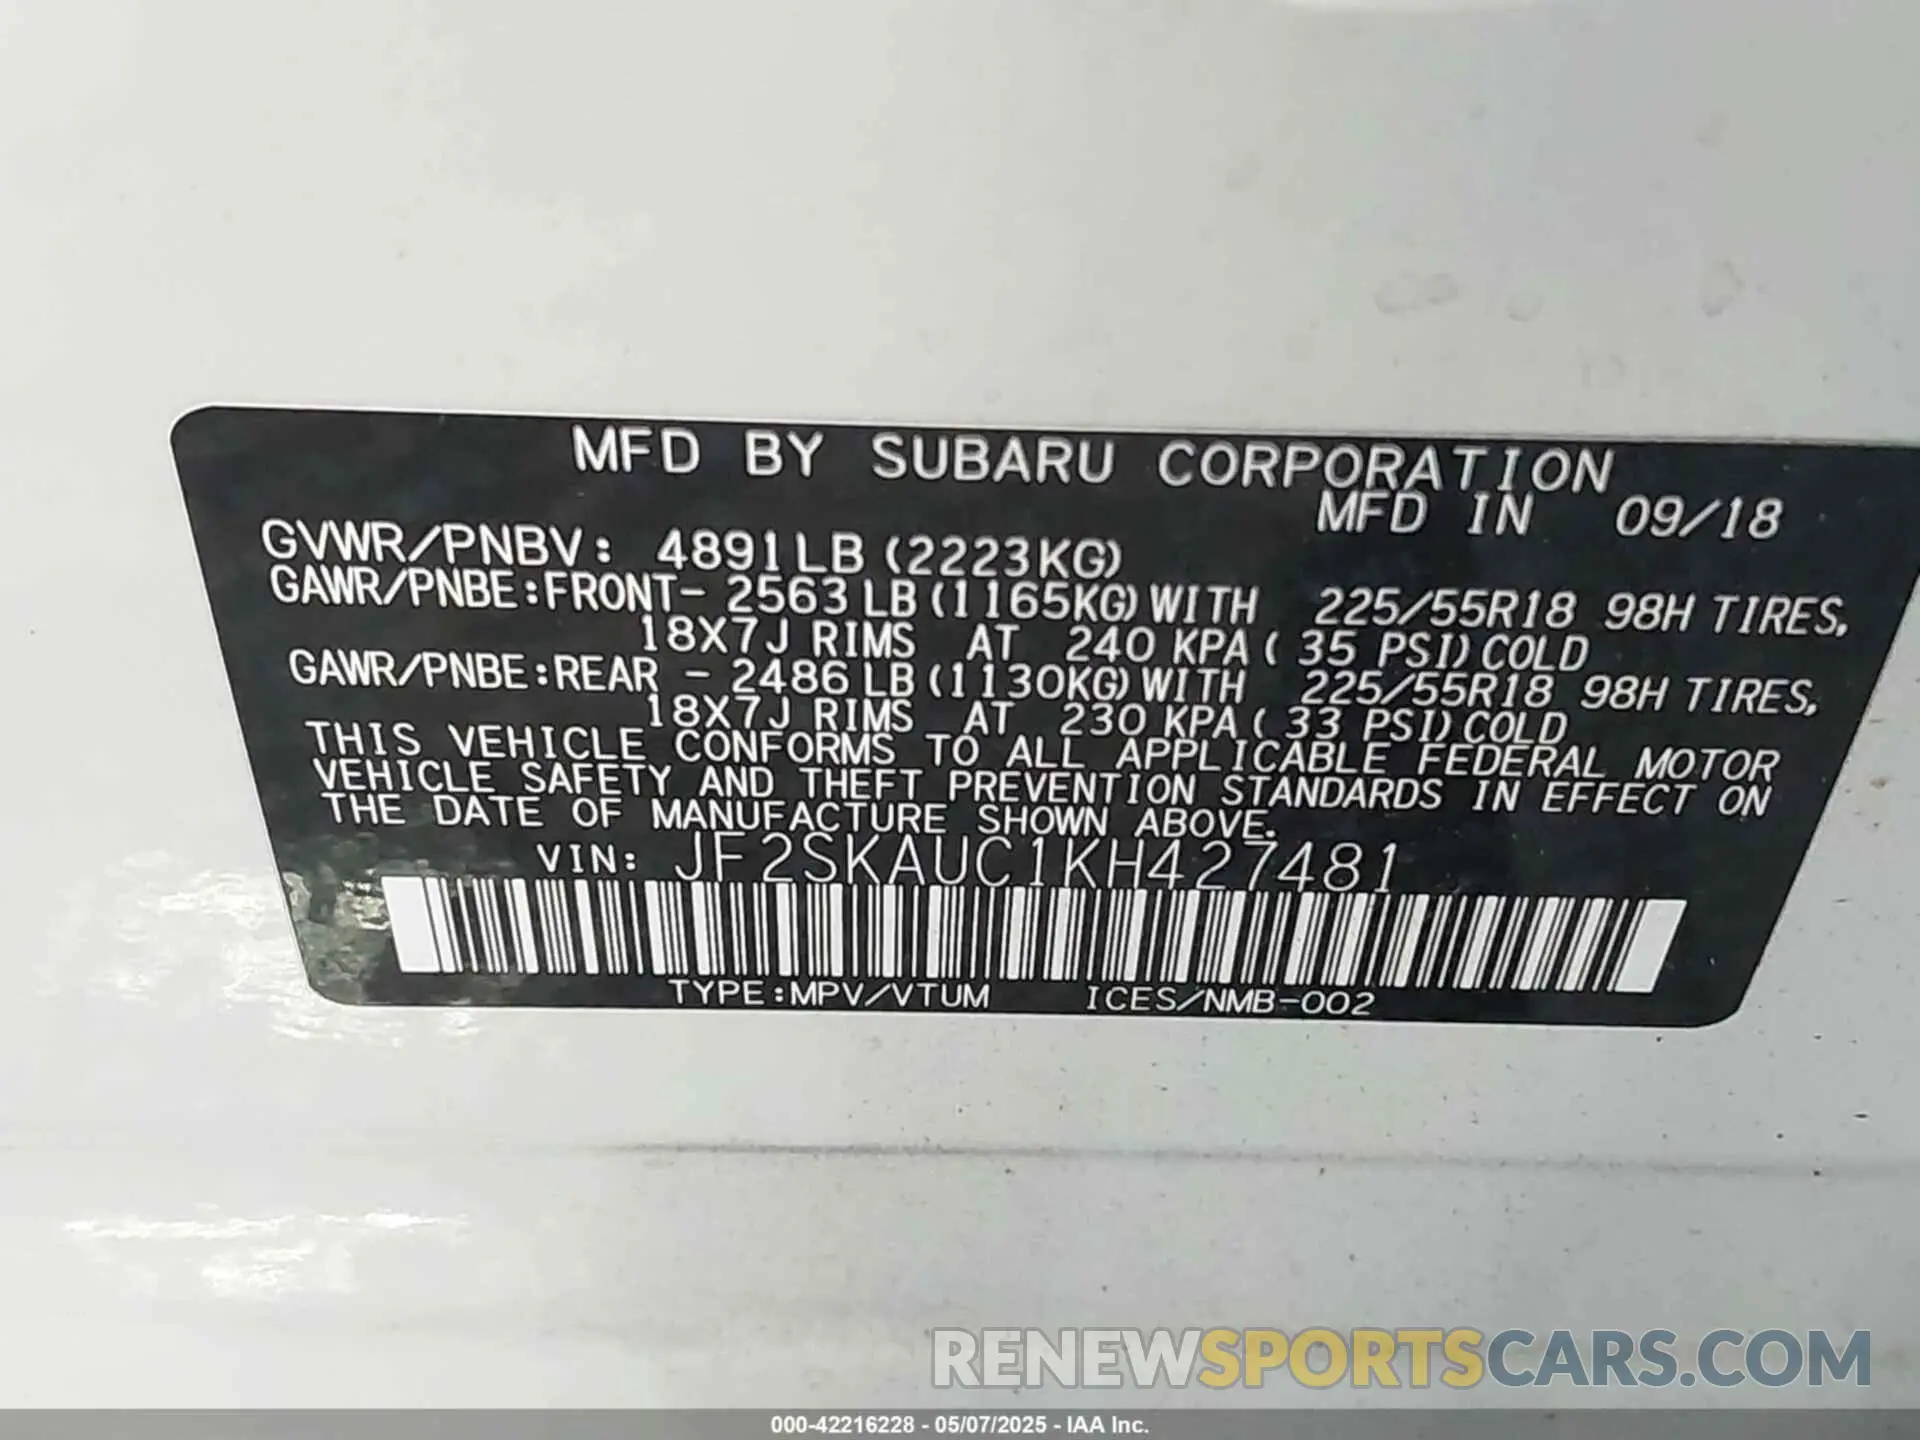 MFD BY SUBARU CORPORATION
MFD IN 09/18
GVWR/PNBV: 4891LB (2223KG)
GAWR/PNBE:FRONT- 2563 LB (1165KG) WITH 225/55R18 98H TIRES,
18X7J RIMS AT 240 KPA ( 35 PSI) COLD
GAWR/PNBE:REAR - 2486 LB (1130KG) WITH 225/55R18 98H TIRES,
18X7J RIMS AT 230 KPA ( 33 PSI) COLD
THIS VEHICLE CONFORMS TO ALL APPLICABLE FEDERAL MOTOR
VEHICLE SAFETY AND THEFT PREVENTION STANDARDS IN EFFECT ON
THE DATE OF MANUFACTURE SHOWN ABOVE.
VIN: JF2SKAUC1KH427481
TYPE:MPV/VTUM ICES/NMB-002
RENEWSPORTSCARS.COM
000-42216228 - 05/07/2025 - IAA Inc.